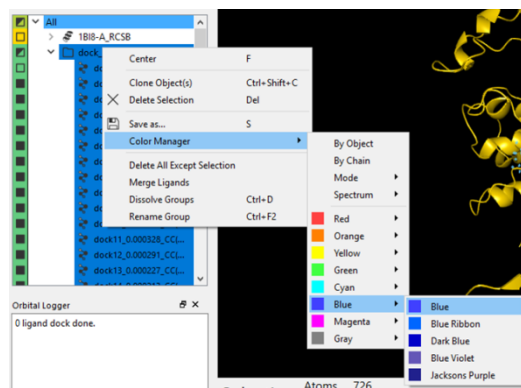 All
1BI8-A_RCSB
dock_
Center F
Clone Object(s) Ctrl+Shift+C
Delete Selection Del
Save as... S
Color Manager
Delete All Except Selection
Merge Ligands
Dissolve Groups Ctrl+D
Rename Group Ctrl+F2
By Object
By Chain
Mode
Spectrum
Red
Orange
Yellow
Green
Cyan
Blue
Magenta
Gray
Blue
Blue Ribbon
Dark Blue
Blue Violet
Jacksons Purple
dock11_0.000328_CC(...
dock12_0.000291_CC(...
dock13_0.000227_CC(...
Orbital Logger
0 ligand dock done.
Atoms 726